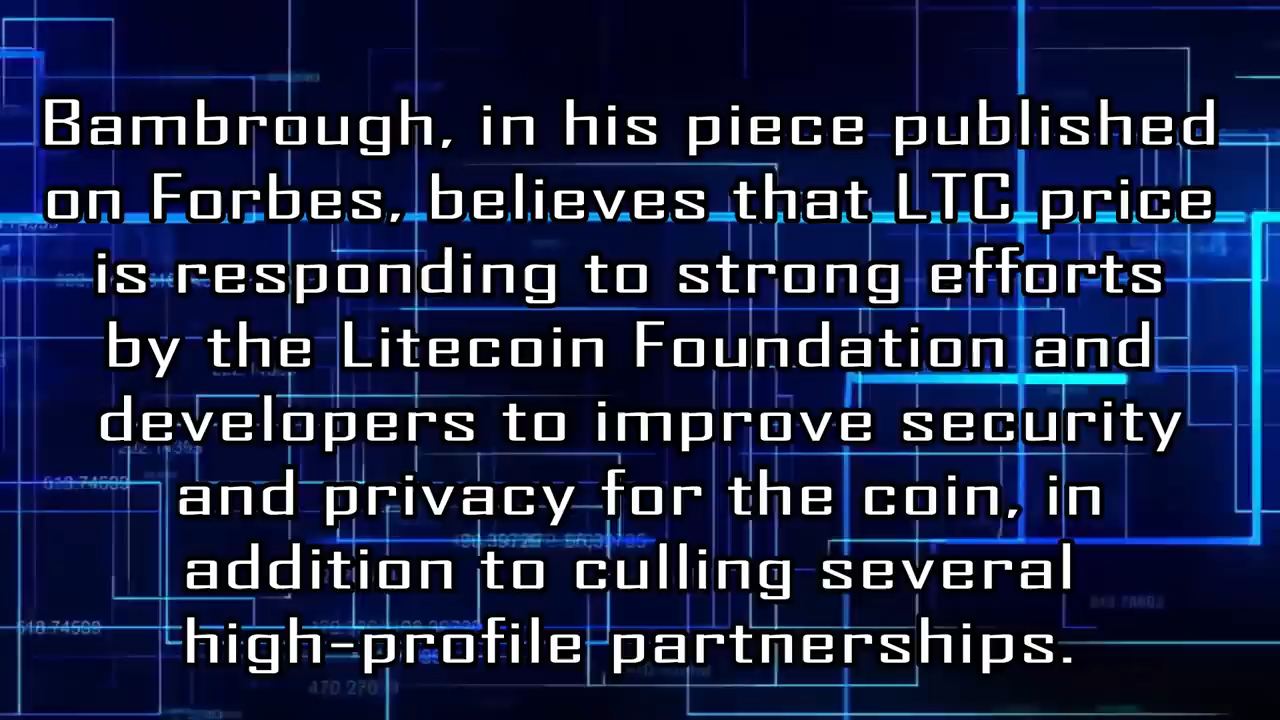 Bambrough, in his piece published
on Forbes, believes that LTC price
is responding to strong efforts
by the Litecoin Foundation and
developers to improve security
and privacy for the coin, in
addition to culling several
high-profile partnerships.